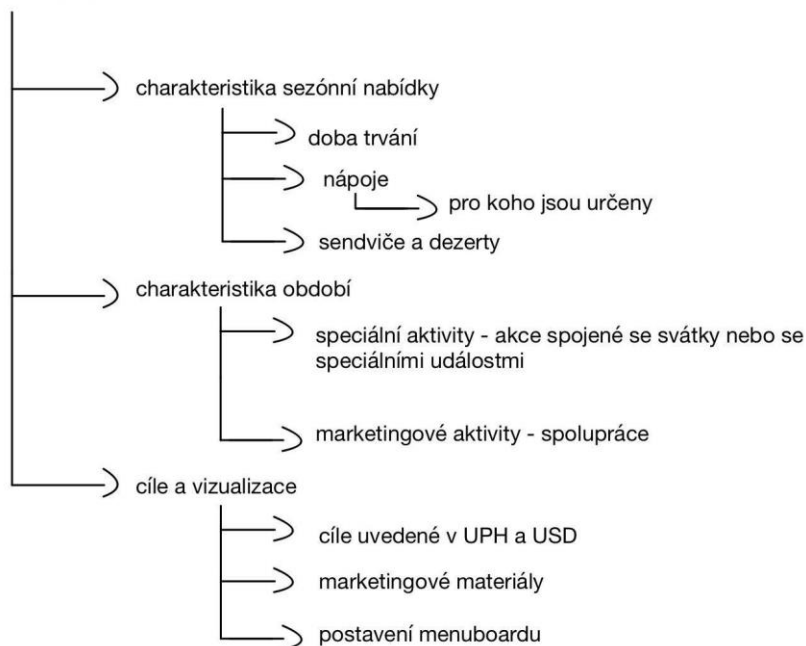 charakteristika sezónní nabídky
doba trvání
nápoje
pro koho jsou určeny
sendviče a dezerty
charakteristika období
speciální aktivity - akce spojené se svátky nebo se
speciálními událostmi
marketingové aktivity - spolupráce
cíle a vizualizace
cíle uvedené v UPH a USD
marketingové materiály
postavení menuboardu